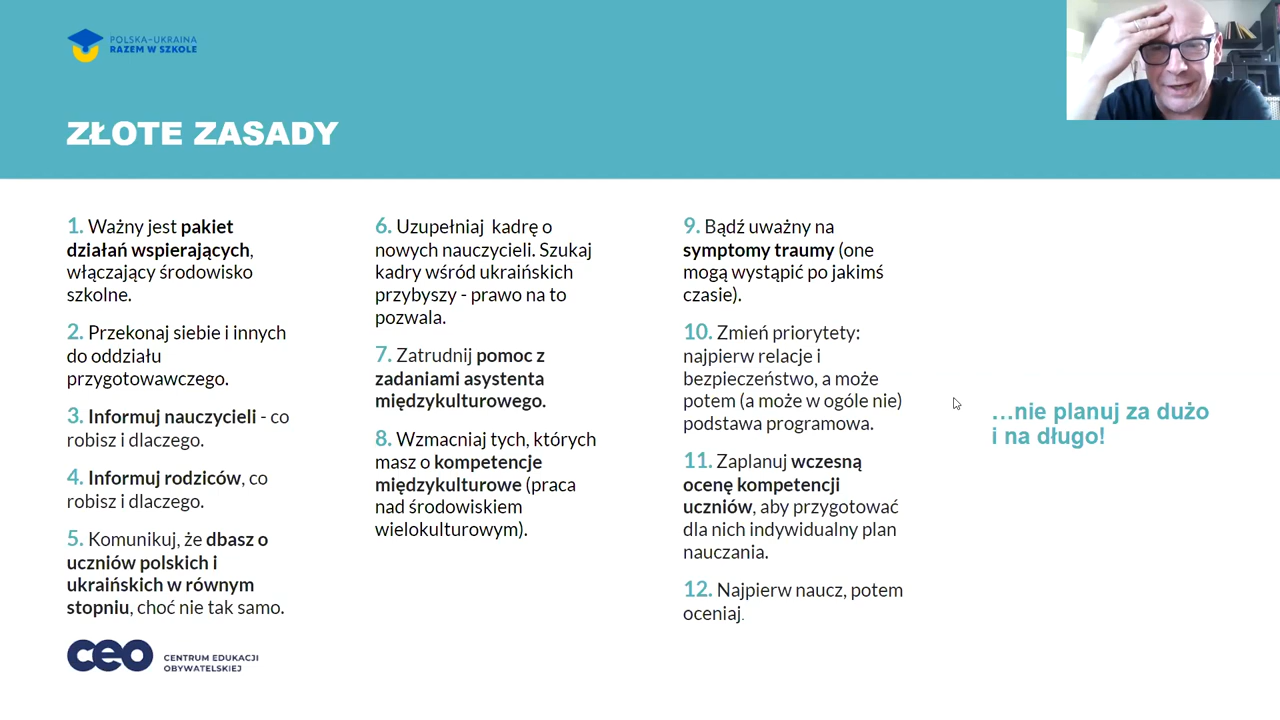 POLSKA-UKRAINA
RAZEM W SZKOLE
ZŁOTE ZASADY
1. Ważny jest pakiet
działań wspierających,
włączający środowisko
szkolne.
2. Przekonaj siebie i innych
do oddziału
przygotowawczego.
3. Informuj nauczycieli - co
robisz i dlaczego.
4. Informuj rodziców, co
robisz i dlaczego.
5. Komunikuj, że dbasz o
uczniów polskich i
ukraińskich w równym
stopniu, choć nie tak samo.
6. Uzupełniaj kadrę o
nowych nauczycieli. Szukaj
kadry wśród ukraińskich
przybyszy - prawo na to
pozwala.
7. Zatrudnij pomoc z
zadaniami asystenta
międzykulturowego.
8. Wzmacniaj tych, których
masz o kompetencje
międzykulturowe (praca
nad środowiskiem
wielokulturowym).
9. Bądź uważny na
symptomy traumy (one
mogą wystąpić po jakimś
czasie).
10. Zmień priorytety:
najpierw relacje i
bezpieczeństwo, a może
potem (a może w ogóle nie)
podstawa programowa.
11. Zaplanuj wczesną
ocenę kompetencji
uczniów, aby przygotować
dla nich indywidualny plan
nauczania.
12. Najpierw naucz, potem
oceniaj.
...nie planuj za dużo
i na długo!
ceo CENTRUM EDUKACJI
OBYWATELSKIEJ